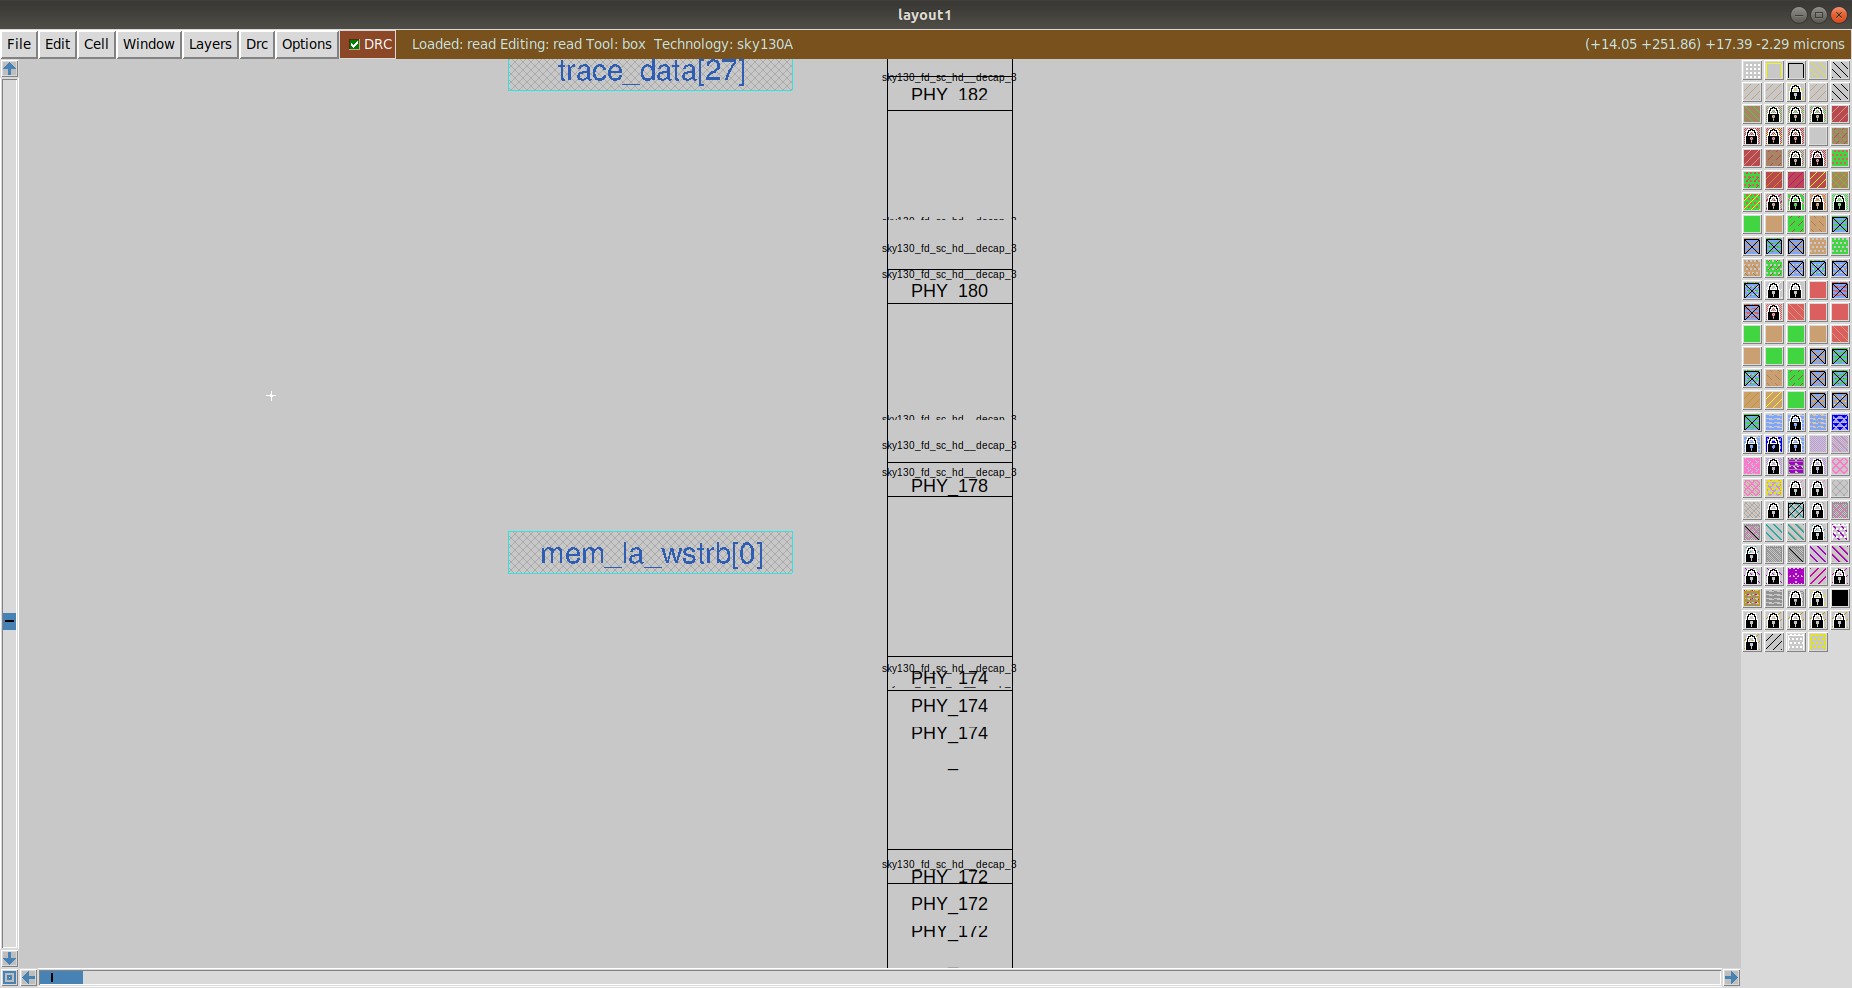 layout1
File Edit Cell Window Layers Drc Options DRC Loaded: read Editing: read Tool: box Technology: sky130A (+14.05 +251.86) +17.39 -2.29 microns
trace_data[27]
sky130_fd_sc_hd__decap_3
PHY_182
sky130_fd_sc_hd__decap_3
sky130_fd_sc_hd__decap_3
sky130_fd_sc_hd__decap_3
PHY_180
sky130_fd_sc_hd__decap_3
sky130_fd_sc_hd__decap_3
sky130_fd_sc_hd__decap_3
PHY_178
mem_la_wstrb[0]
sky130_fd_sc_hd__decap_3
PHY_174
PHY_174
PHY_174
sky130_fd_sc_hd__decap_3
PHY_172
PHY_172
PHY_172